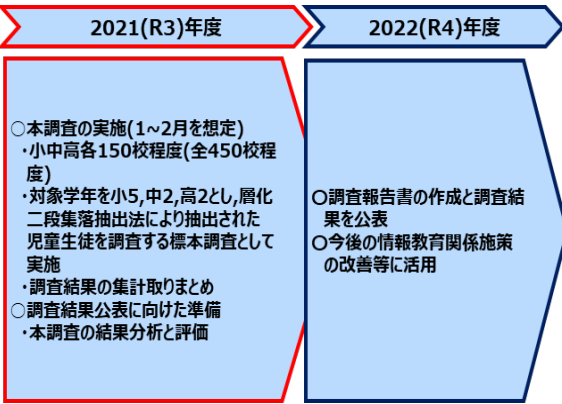 2021(R3)年度
○本調査の実施(1~2月を想定)
・小中高各150校程度(全450校程
度)
・対象学年を小5,中2,高2とし,層化
二段集落抽出法により抽出された
児童生徒を調査する標本調査として
実施
・調査結果の集計取りまとめ
○調査結果公表に向けた準備
・本調査の結果分析と評価
2022(R4)年度
○調査報告書の作成と調査結
果を公表
○今後の情報教育関係施策
の改善等に活用